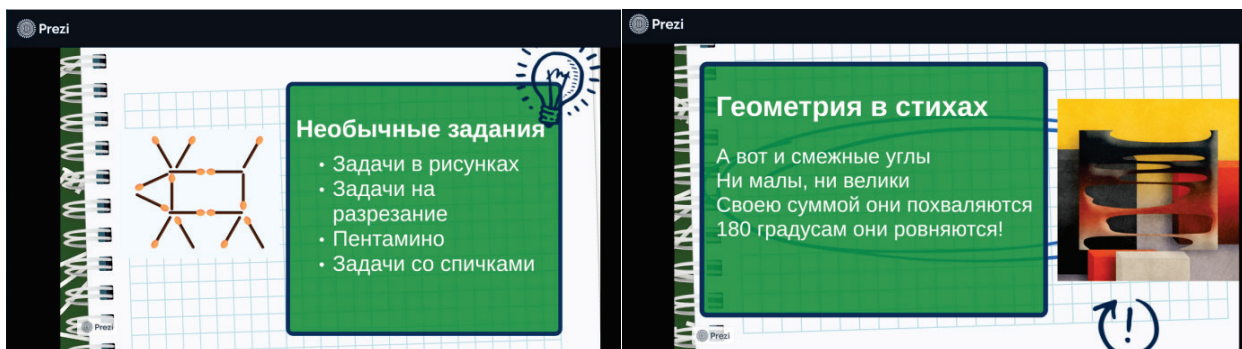 Prezi
Необычные задания
• Задачи в рисунках
• Задачи на
разрезание
• Пентамино
• Задачи со спичками
Prezi
Prezi
Геометрия в стихах
А вот и смежные углы
Ни малы, ни велики
Своею суммой они похваляются
180 градусам они ровняются!
Prezi